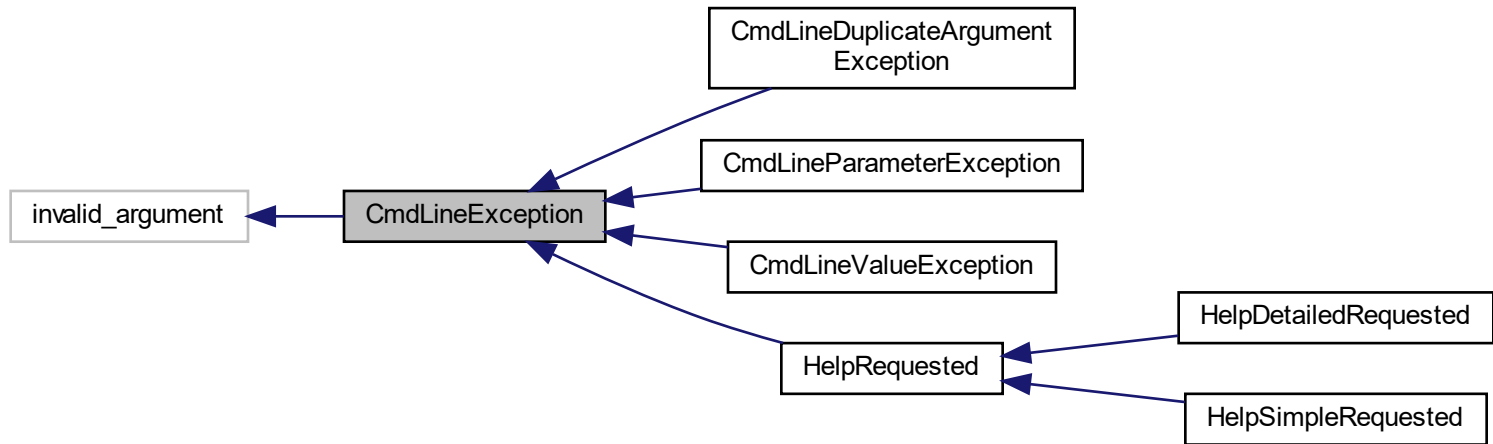 CmdLineDuplicateArgument
Exception
CmdLineParameterException
invalid_argument
CmdLineException
CmdLineValueException
HelpDetailedRequested
HelpRequested
HelpSimpleRequested